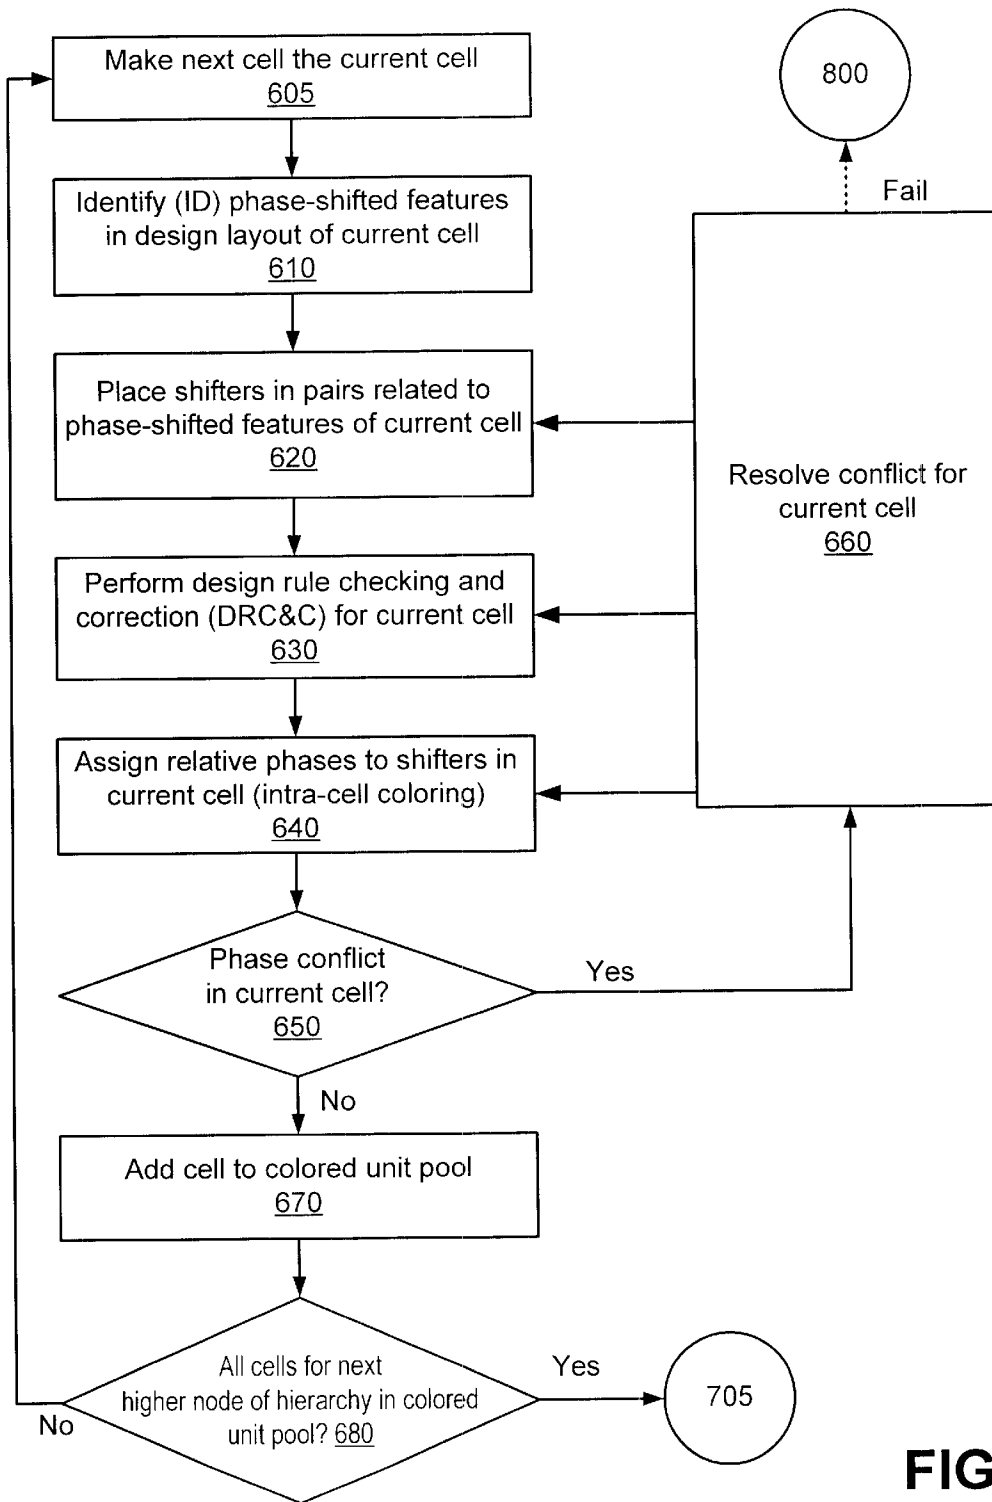 Make next cell the current cell
605
800
Fail
Identify (ID) phase-shifted features
in design layout of current cell
610
Place shifters in pairs related to
phase-shifted features of current cell
620
Resolve conflict for
current cell
660
Perform design rule checking and
correction (DRC&C) for current cell
630
Assign relative phases to shifters in
current cell (intra-cell coloring)
640
Phase conflict
in current cell?
650
Yes
No
Add cell to colored unit pool
670
All cells for next
higher node of hierarchy in colored
unit pool? 680
Yes
No
705
FIG